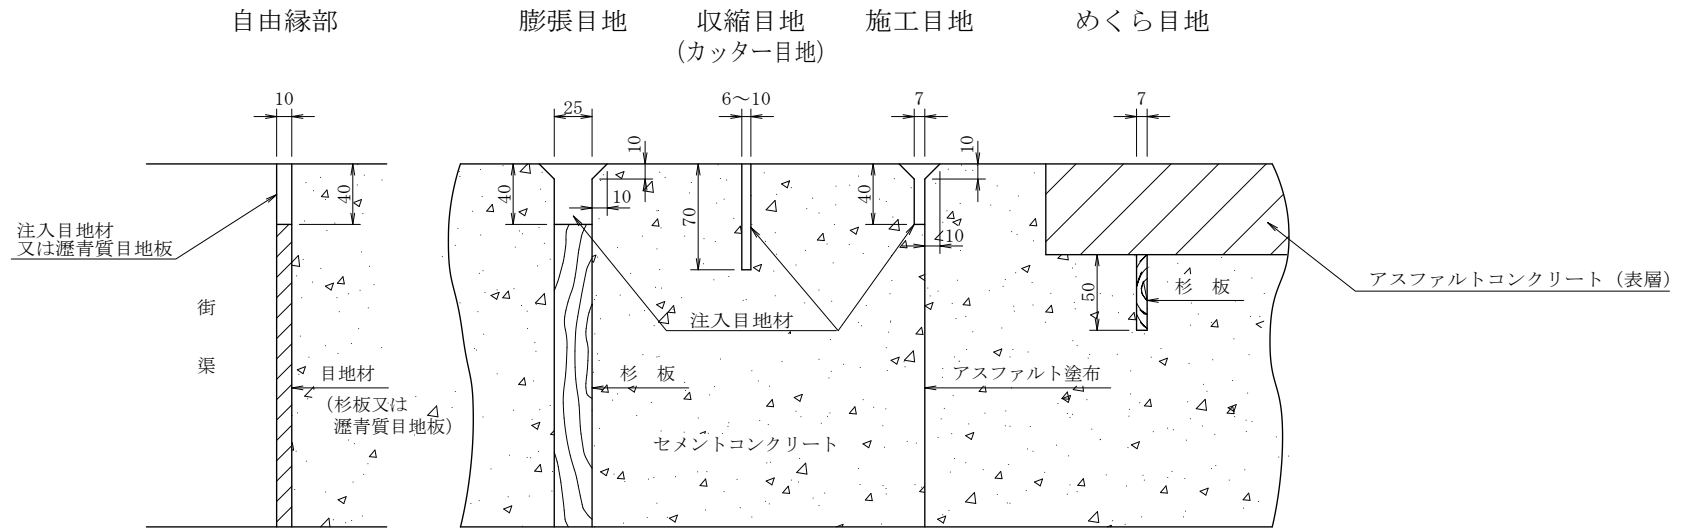 自由縁部
膨張目地
収縮目地
(カッター目地)
施工目地
めくら目地
10
25
6～10
7
7
10
10
40
40
40
70
10
10
50
注入目地材
又は瀝青質目地板
アスファルトコンクリート（表層）
杉　板
注入目地材
街
渠
目地材
（杉板又は
瀝青質目地板）
杉　板
アスファルト塗布
セメントコンクリート